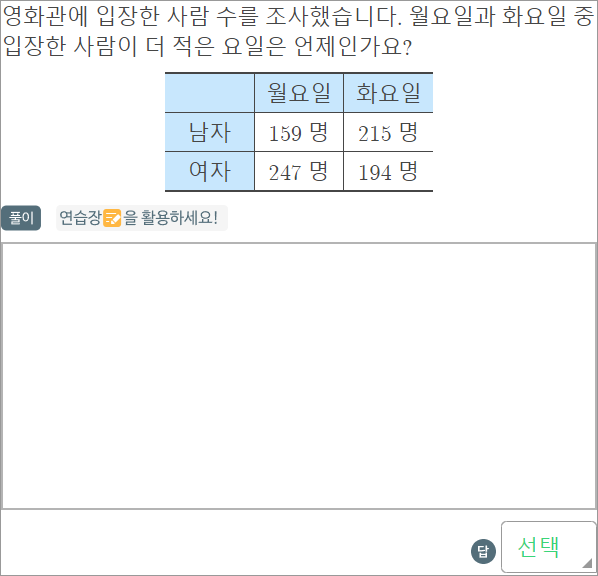 영화관에 입장한 사람 수를 조사했습니다. 월요일과 화요일 중
입장한 사람이 더 적은 요일은 언제인가요?
월요일 화요일
남자 159 명 215 명
여자 247 명 194 명
풀이 연습장을 활용하세요!
답 선택